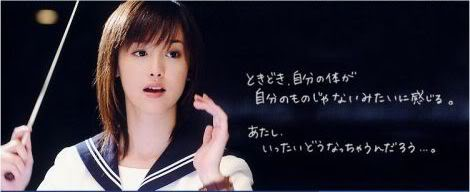 ときどき、自分の体が
自分のものじゃないみたいに感じる。
あたし、
いったいどうなっちゃうんだろう…。